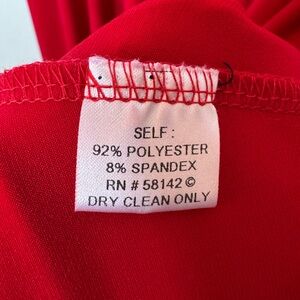 SELF :
92% POLYESTER
8% SPANDEX
RN # 58142 ©
DRY CLEAN ONLY